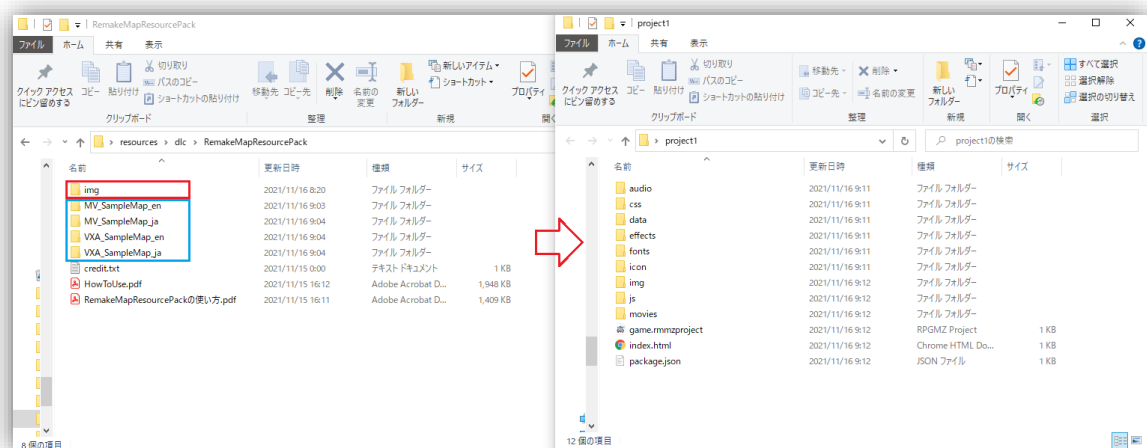 RemakeMapResourcePack
ファイル ホーム 共有 表示
クイック アクセス
にピン留めする
コピー 貼り付け
切り取り
パスのコピー
ショートカットの貼り付け
クリップボード
移動先 コピー先 削除 名前の
変更
整理
新しい
フォルダー
新しいアイテム
ショートカット
新規
プロパティ
開く
resources › dlc › RemakeMapResourcePack
名前 更新日時 種類 サイズ
img 2021/11/16 8:20 ファイル フォルダー
MV_SampleMap_en 2021/11/16 9:03 ファイル フォルダー
MV_SampleMap_ja 2021/11/16 9:04 ファイル フォルダー
VXA_SampleMap_en 2021/11/16 9:04 ファイル フォルダー
VXA_SampleMap_ja 2021/11/16 9:04 ファイル フォルダー
credit.txt 2021/11/15 0:00 テキスト ドキュメント 1 KB
HowToUse.pdf 2021/11/15 16:12 Adobe Acrobat D... 1,948 KB
RemakeMapResourcePackの使い方.pdf 2021/11/15 16:11 Adobe Acrobat D... 1,409 KB
8 個の項目
project1
ファイル ホーム 共有 表示
クイック アクセス
にピン留めする
コピー 貼り付け
切り取り
パスのコピー
ショートカットの貼り付け
クリップボード
移動先 削除
コピー先 名前の変更
整理
新しい
フォルダー
新規
プロパティ
開く
すべて選択
選択解除
選択の切り替え
選択
project1 project1の検索
名前 更新日時 種類 サイズ
audio 2021/11/16 9:11 ファイル フォルダー
css 2021/11/16 9:11 ファイル フォルダー
data 2021/11/16 9:11 ファイル フォルダー
effects 2021/11/16 9:11 ファイル フォルダー
fonts 2021/11/16 9:11 ファイル フォルダー
icon 2021/11/16 9:11 ファイル フォルダー
img 2021/11/16 9:12 ファイル フォルダー
js 2021/11/16 9:12 ファイル フォルダー
movies 2021/11/16 9:12 ファイル フォルダー
game.rmmzproject 2021/11/16 9:12 RPGMZ Project 1 KB
index.html 2021/11/16 9:12 Chrome HTML Do... 1 KB
package.json 2021/11/16 9:12 JSON ファイル 1 KB
12 個の項目